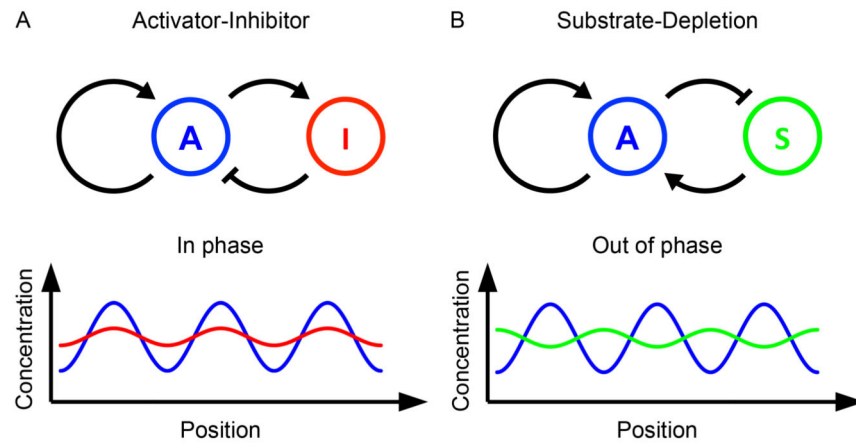 A
Activator-Inhibitor
A
I
In phase
Concentration
Position
B
Substrate-Depletion
A
S
Out of phase
Concentration
Position